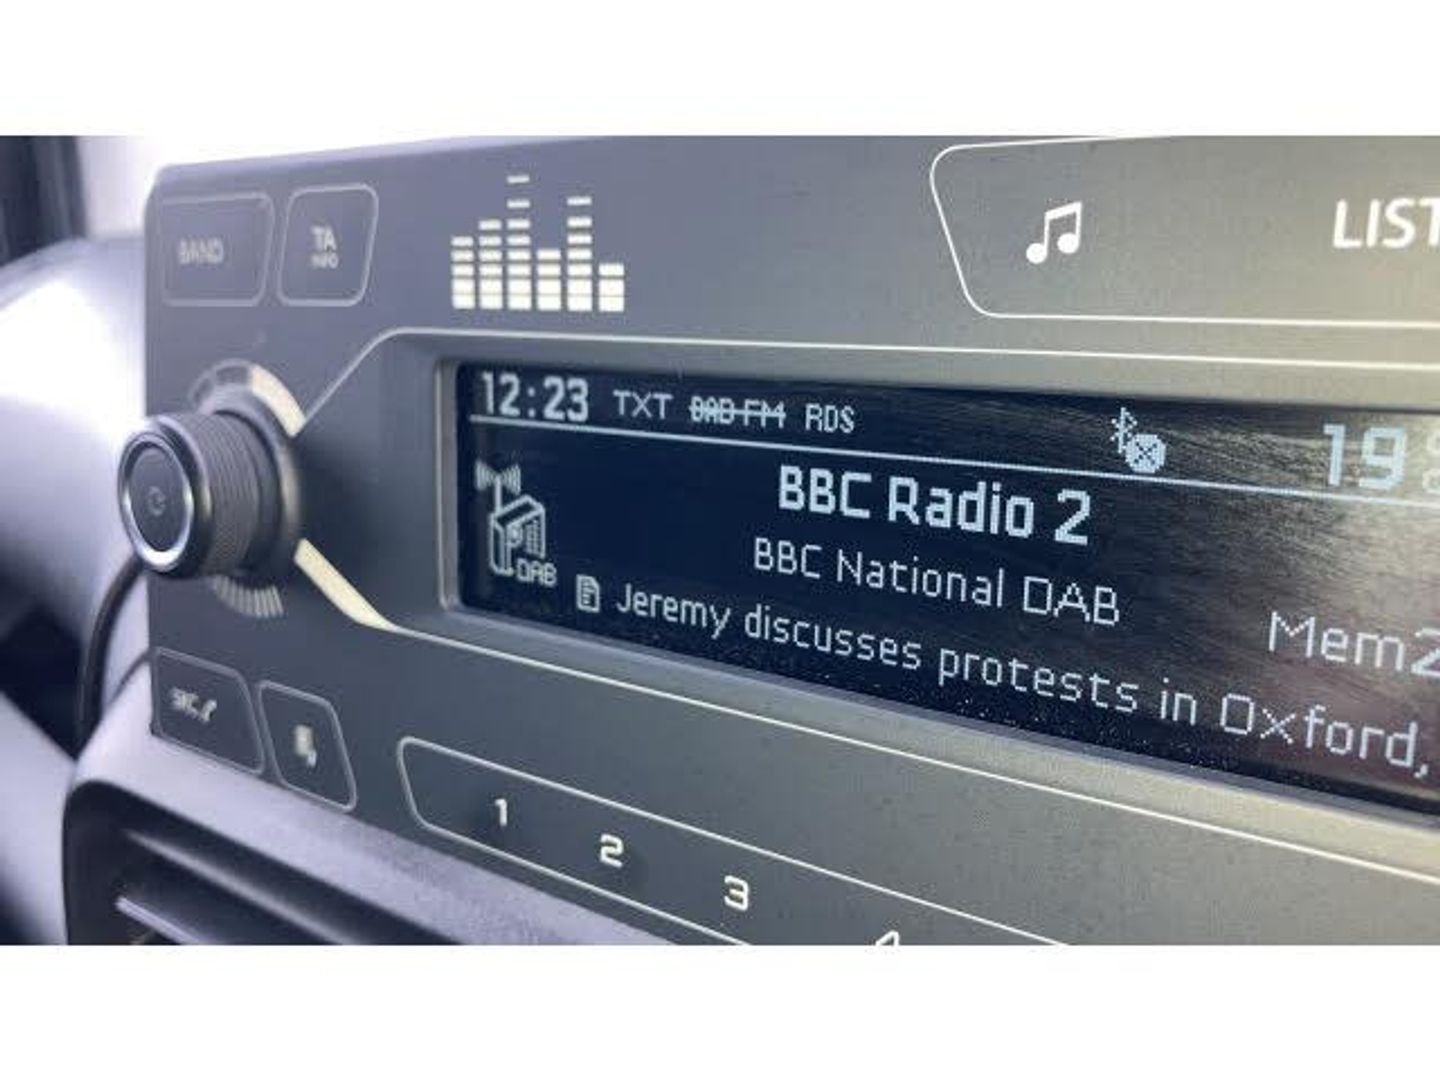 BAND
TA
INFO
LIST
12:23 TXT DAB-FM RDS 19
BBC Radio 2
BBC National DAB
DAB
Mem2
Jeremy discusses protests in Oxford,
1
2
3
4